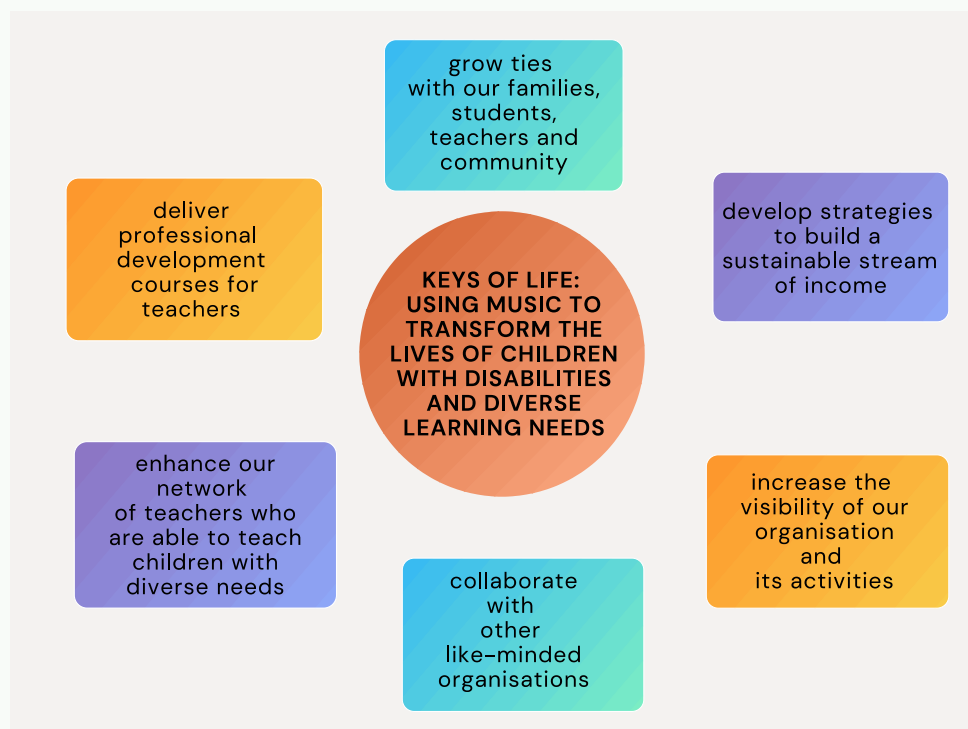 grow ties
with our families,
students,
teachers and
community
deliver
professional
development
courses for
teachers
develop strategies
to build a
sustainable stream
of income
KEYS OF LIFE:
USING MUSIC TO
TRANSFORM THE
LIVES OF CHILDREN
WITH DISABILITIES
AND DIVERSE
LEARNING NEEDS
enhance our
network
of teachers who
are able to teach
children with
diverse needs
increase the
visibility of our
organisation
and
its activities
collaborate
with
other
like-minded
organisations